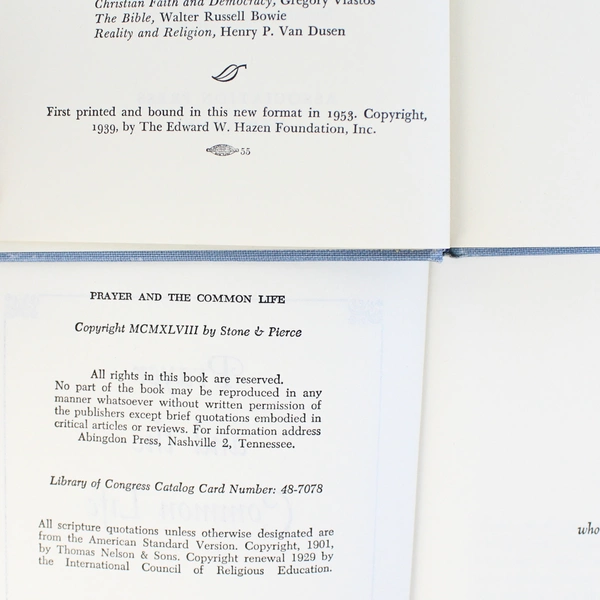 Christian Faith and Democracy, Gregory Vlastos
The Bible, Walter Russell Bowie
Reality and Religion, Henry P. Van Dusen
First printed and bound in this new format in 1953. Copyright,
1939, by The Edward W. Hazen Foundation, Inc.
55
PRAYER AND THE COMMON LIFE
Copyright MCMXLVIII by Stone & Pierce
All rights in this book are reserved.
No part of the book may be reproduced in any
manner whatsoever without written permission of
the publishers except brief quotations embodied in
critical articles or reviews. For information address
Abingdon Press, Nashville 2, Tennessee.
Library of Congress Catalog Card Number: 48-7078
All scripture quotations unless otherwise designated are
from the American Standard Version. Copyright, 1901,
by Thomas Nelson & Sons. Copyright renewal 1929 by
the International Council of Religious Education.
who